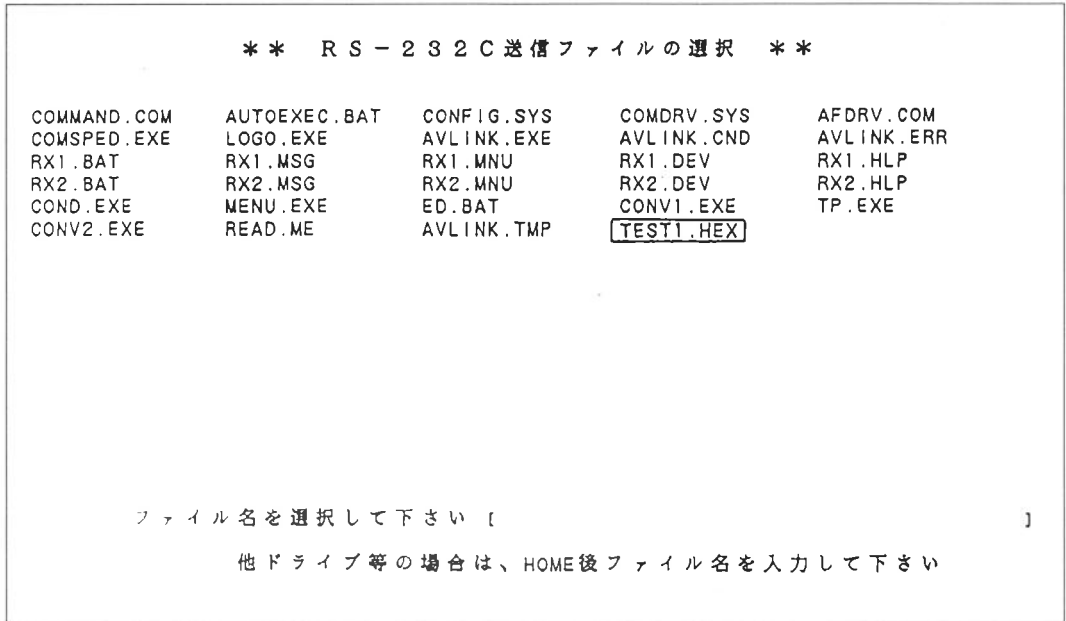 ** RS-232C送信ファイルの選択 **
COMMAND.COM AUTOEXEC.BAT CONFIG.SYS COMDRV.SYS AFDRV.COM
COMSPED.EXE LOGO.EXE AVLINK.EXE AVLINK.CND AVLINK.ERR
RX1.BAT RX1.MSG RX1.MNU RX1.DEV RX1.HLP
RX2.BAT RX2.MSG RX2.MNU RX2.DEV RX2.HLP
COND.EXE MENU.EXE ED.BAT CONV1.EXE TP.EXE
CONV2.EXE READ.ME AVLINK.TMP TEST1.HEX
ファイル名を選択して下さい [ ]
他ドライブ等の場合は、HOME後ファイル名を入力して下さい